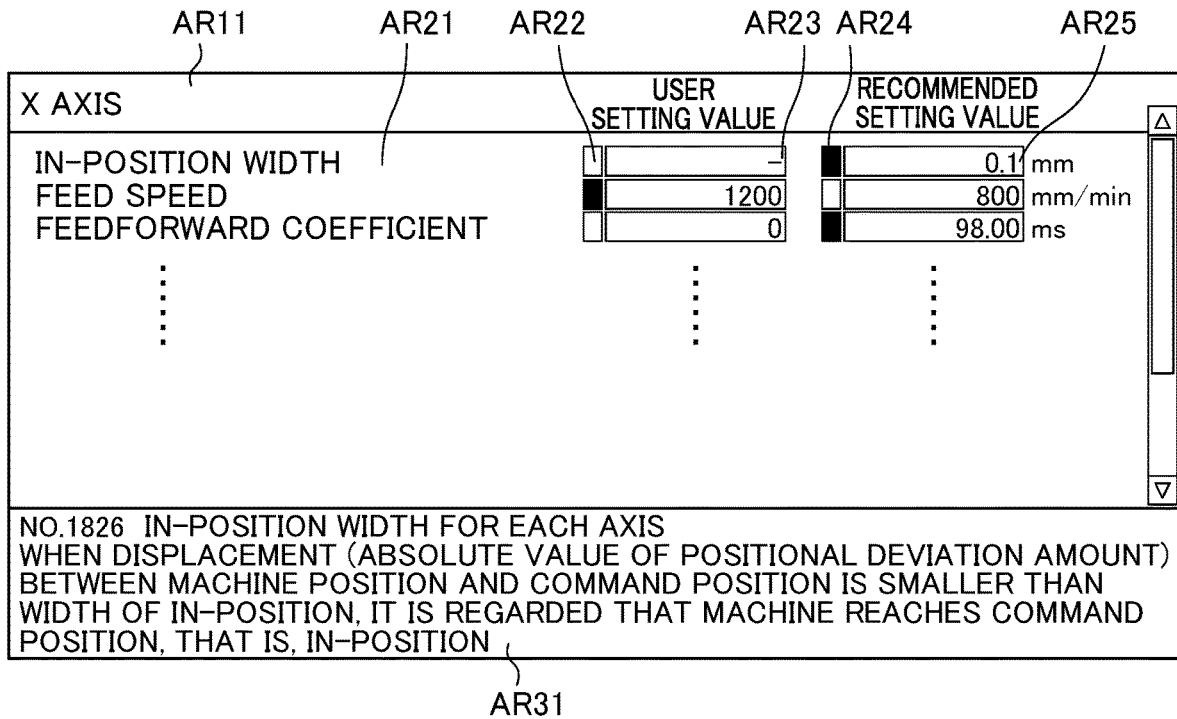 AR11 AR21 AR22 AR23 AR24 AR25
X AXIS
USER SETTING VALUE
RECOMMENDED SETTING VALUE
IN-POSITION WIDTH – 0.1 mm
FEED SPEED 1200 800 mm/min
FEEDFORWARD COEFFICIENT 0 98.00 ms
NO.1826 IN-POSITION WIDTH FOR EACH AXIS
WHEN DISPLACEMENT (ABSOLUTE VALUE OF POSITIONAL DEVIATION AMOUNT)
BETWEEN MACHINE POSITION AND COMMAND POSITION IS SMALLER THAN
WIDTH OF IN-POSITION, IT IS REGARDED THAT MACHINE REACHES COMMAND
POSITION, THAT IS, IN-POSITION
AR31